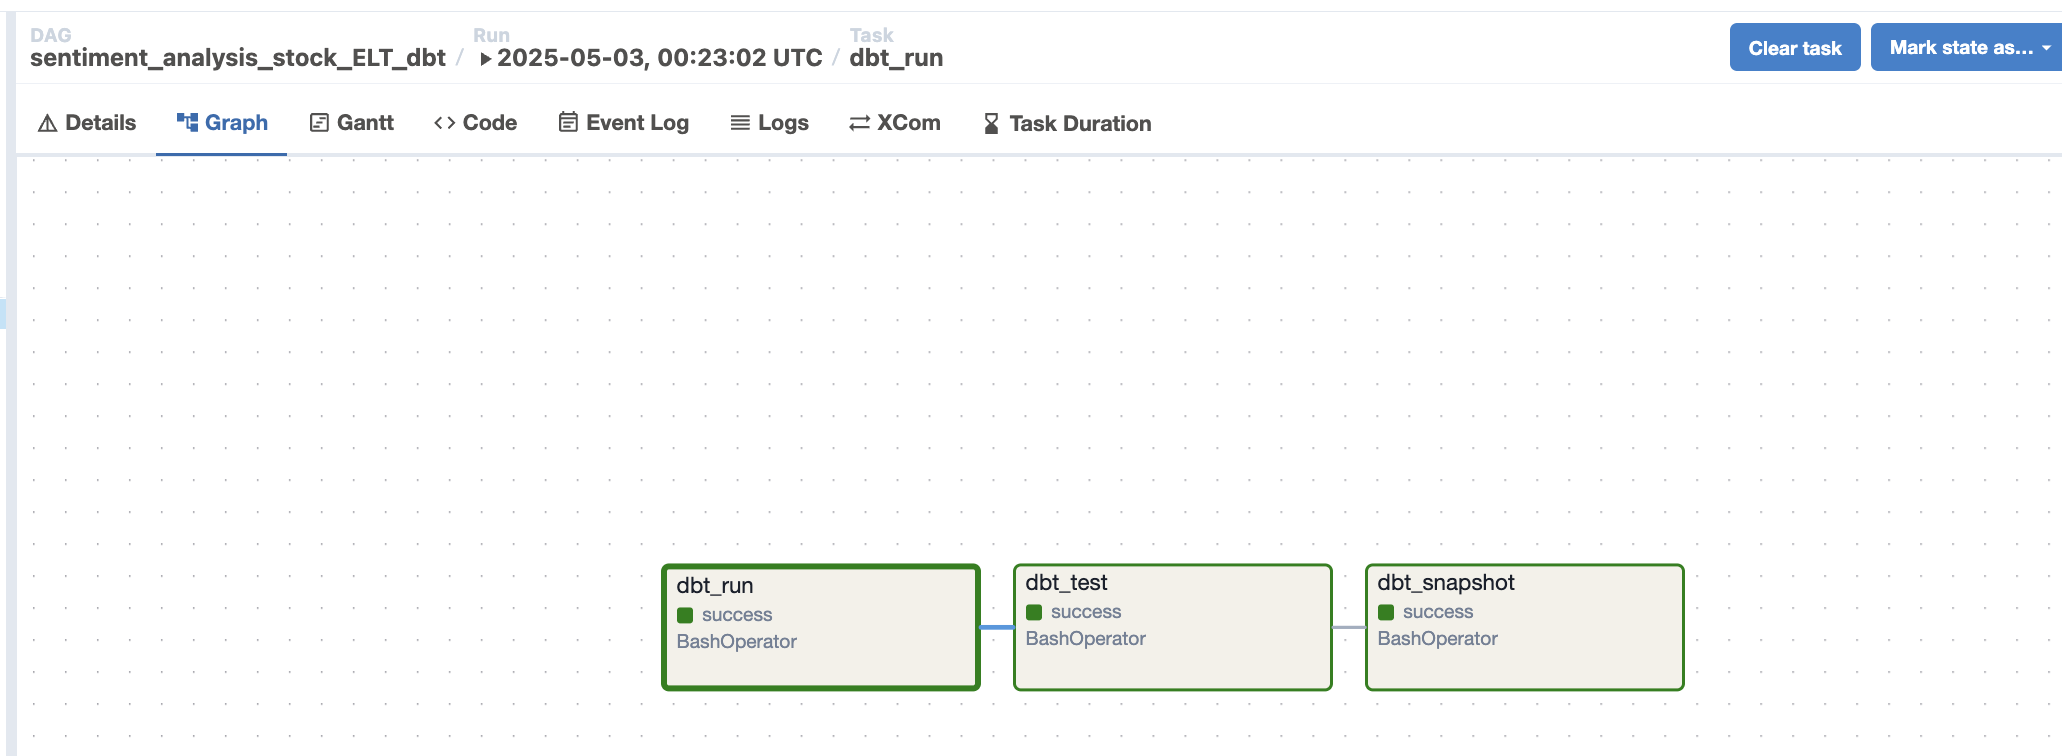 DAG
sentiment_analysis_stock_ELT_dbt
/
Run
2025-05-03, 00:23:02 UTC
/
Task
dbt_run
Clear task
Mark state as...
Details
Graph
Gantt
Code
Event Log
Logs
XCom
Task Duration
dbt_run
success
BashOperator
dbt_test
success
BashOperator
dbt_snapshot
success
BashOperator